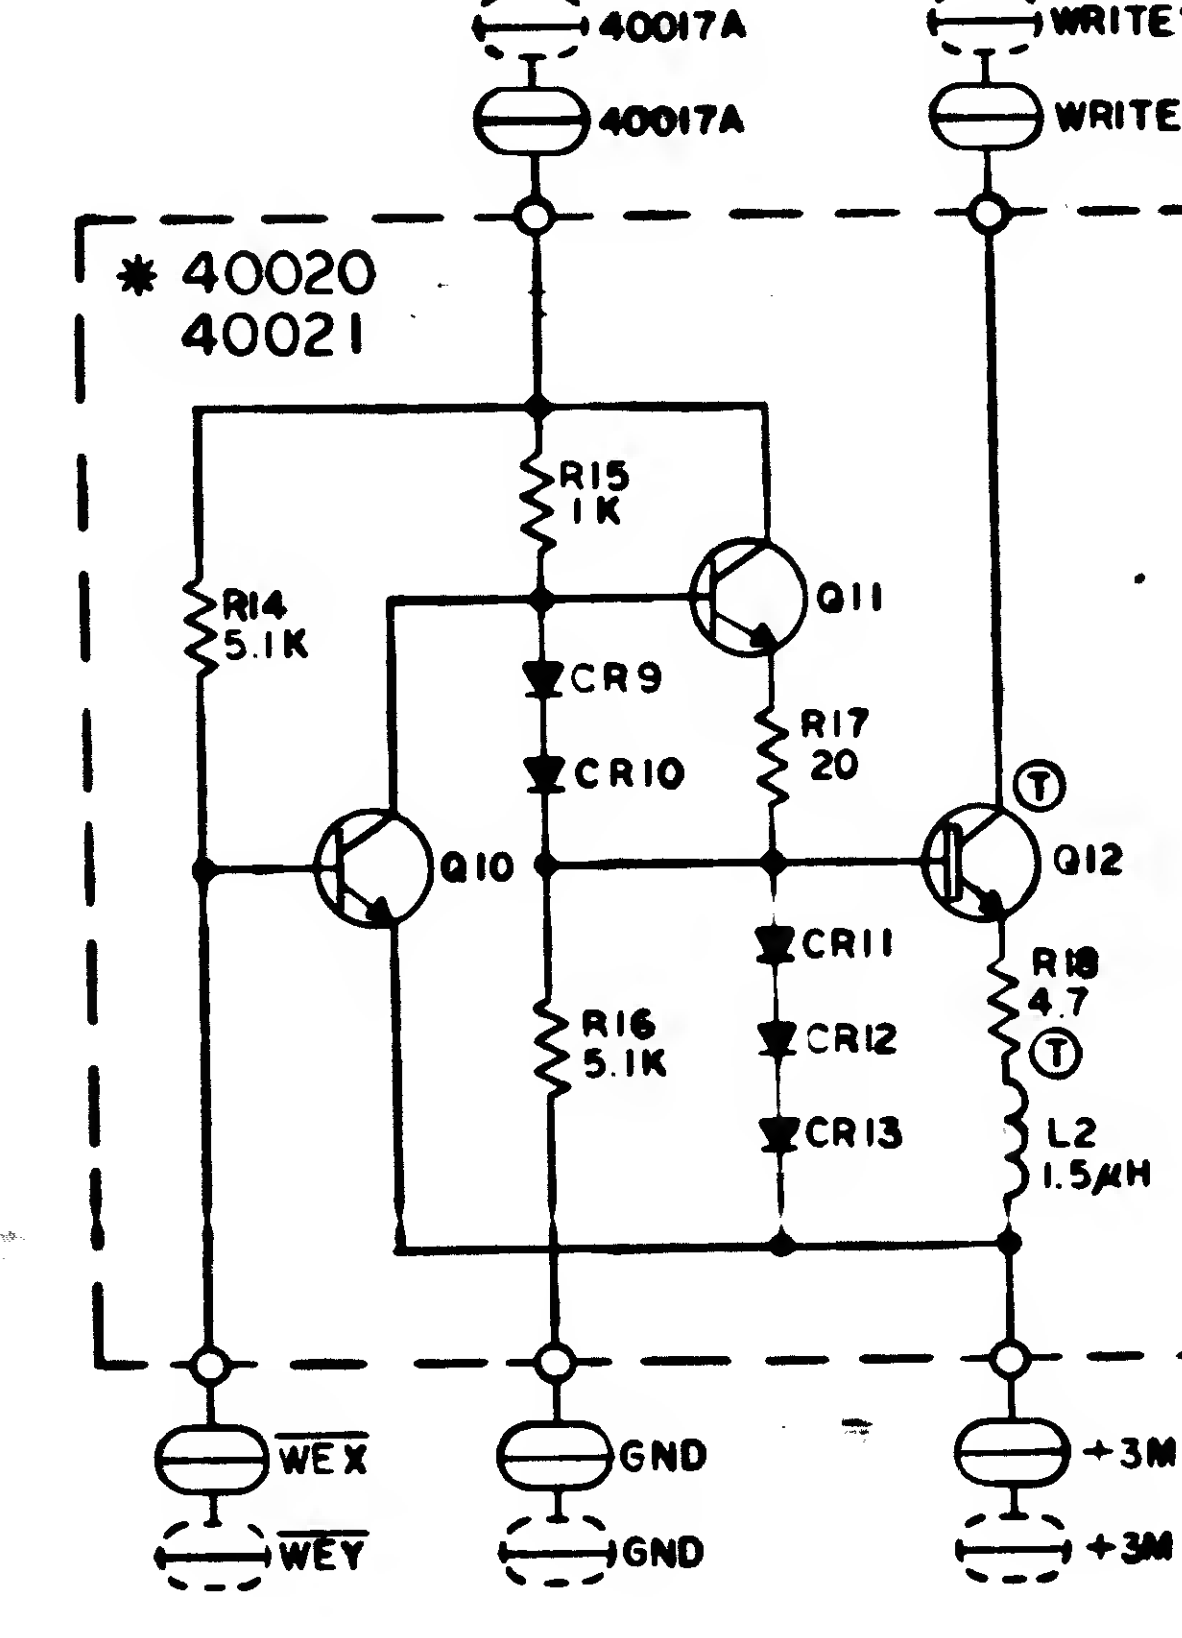 40017A
WRITE
40017A
WRITE
* 40020
40021
R15
1K
R14
5.1K
Q11
CR9
R17
20
CR10
T
Q10
Q12
CR11
R18
4.7
R16
5.1K
CR12
T
CR13
L2
1.5µH
WEX
GND
+3M
WEY
GND
+3M